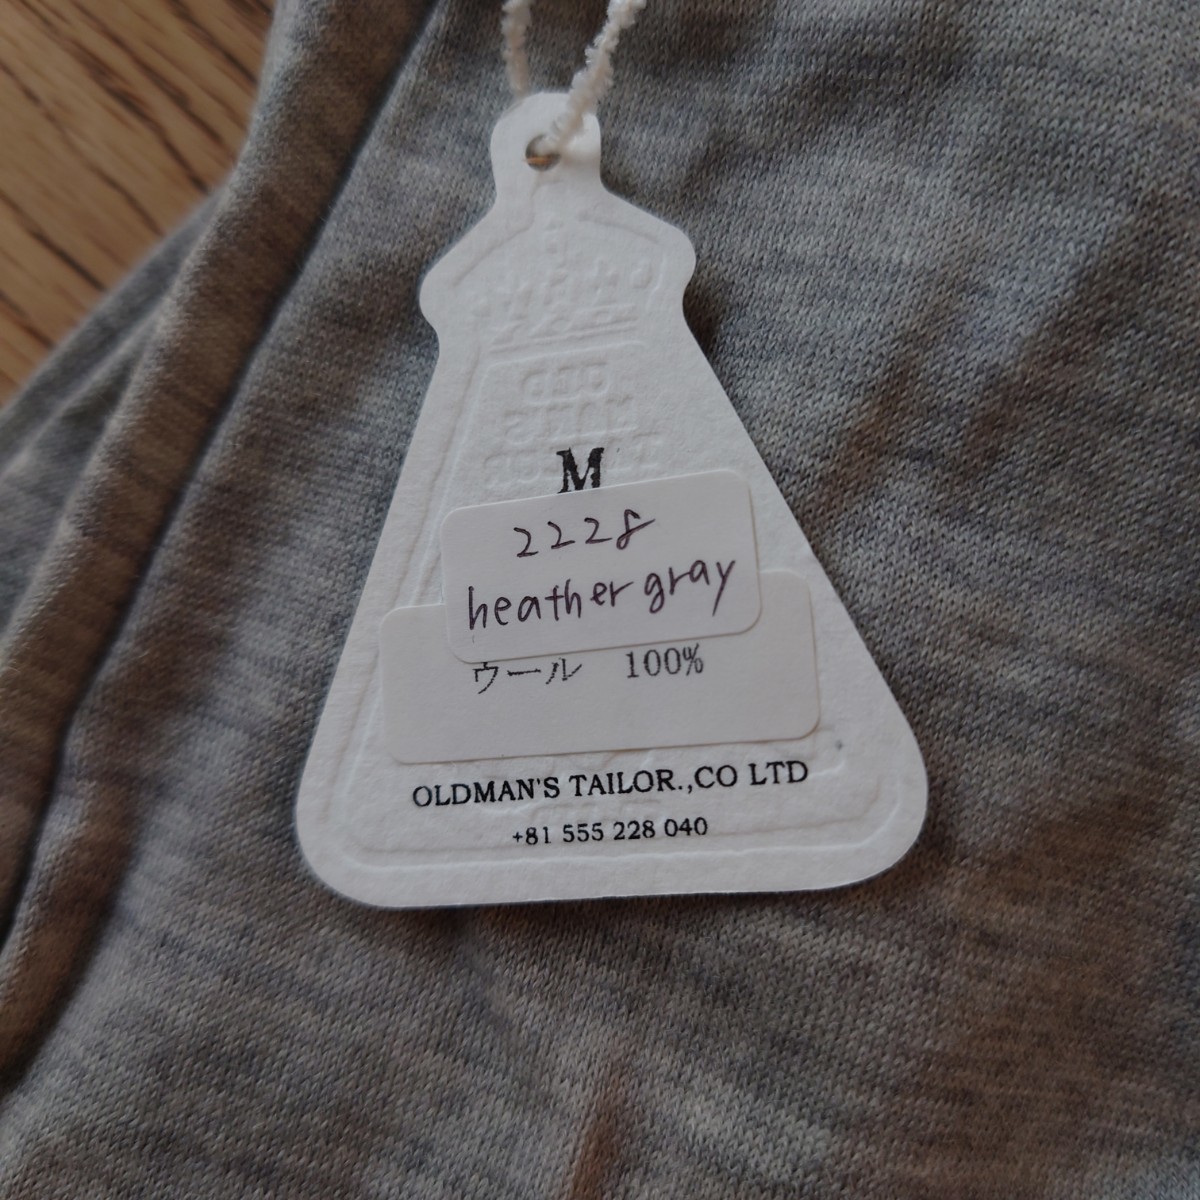 M
2228
heather gray
ウール 100%
OLDMAN'S TAILOR.,CO LTD
+81 555 228 040